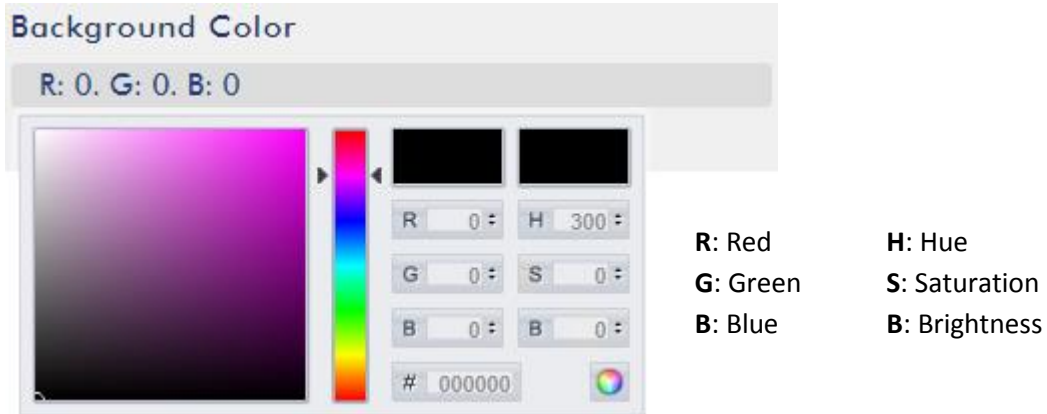 Background Color
R: 0. G: 0. B: 0
R 0 H 300
G 0 S 0
B 0 B 0
# 000000
R: Red H: Hue
G: Green S: Saturation
B: Blue B: Brightness